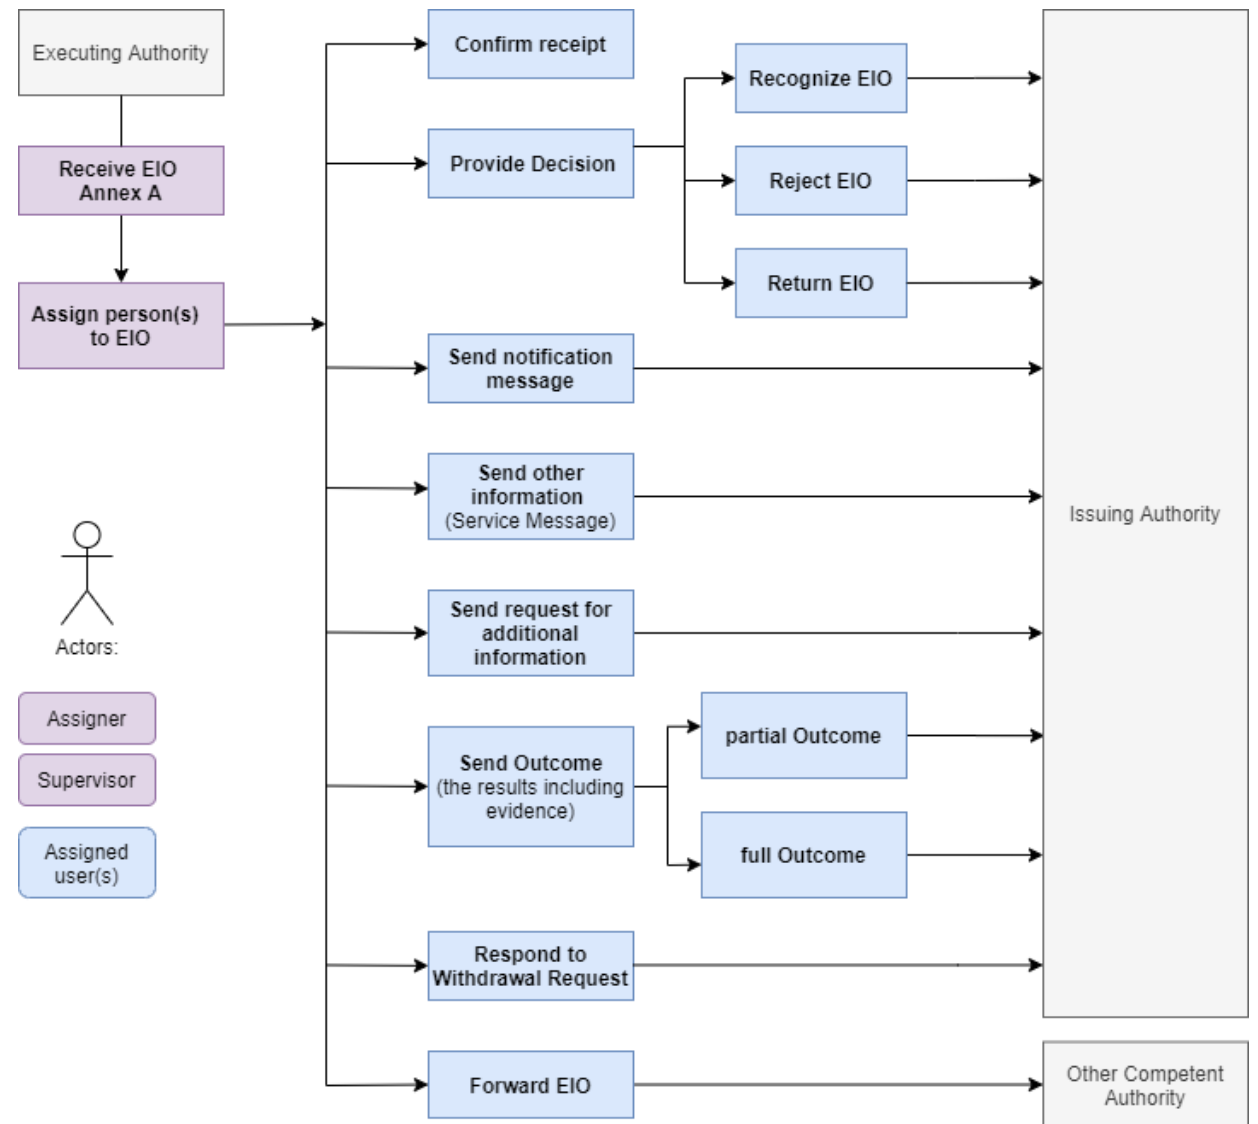 Executing Authority
Receive EIO
Annex A
Assign person(s)
to EIO
Confirm receipt
Provide Decision
Recognize EIO
Reject EIO
Return EIO
Send notification
message
Send other
information
(Service Message)
Send request for
additional
information
Send Outcome
(the results including
evidence)
partial Outcome
full Outcome
Respond to
Withdrawal Request
Forward EIO
Issuing Authority
Other Competent
Authority
Actors:
Assigner
Supervisor
Assigned
user(s)